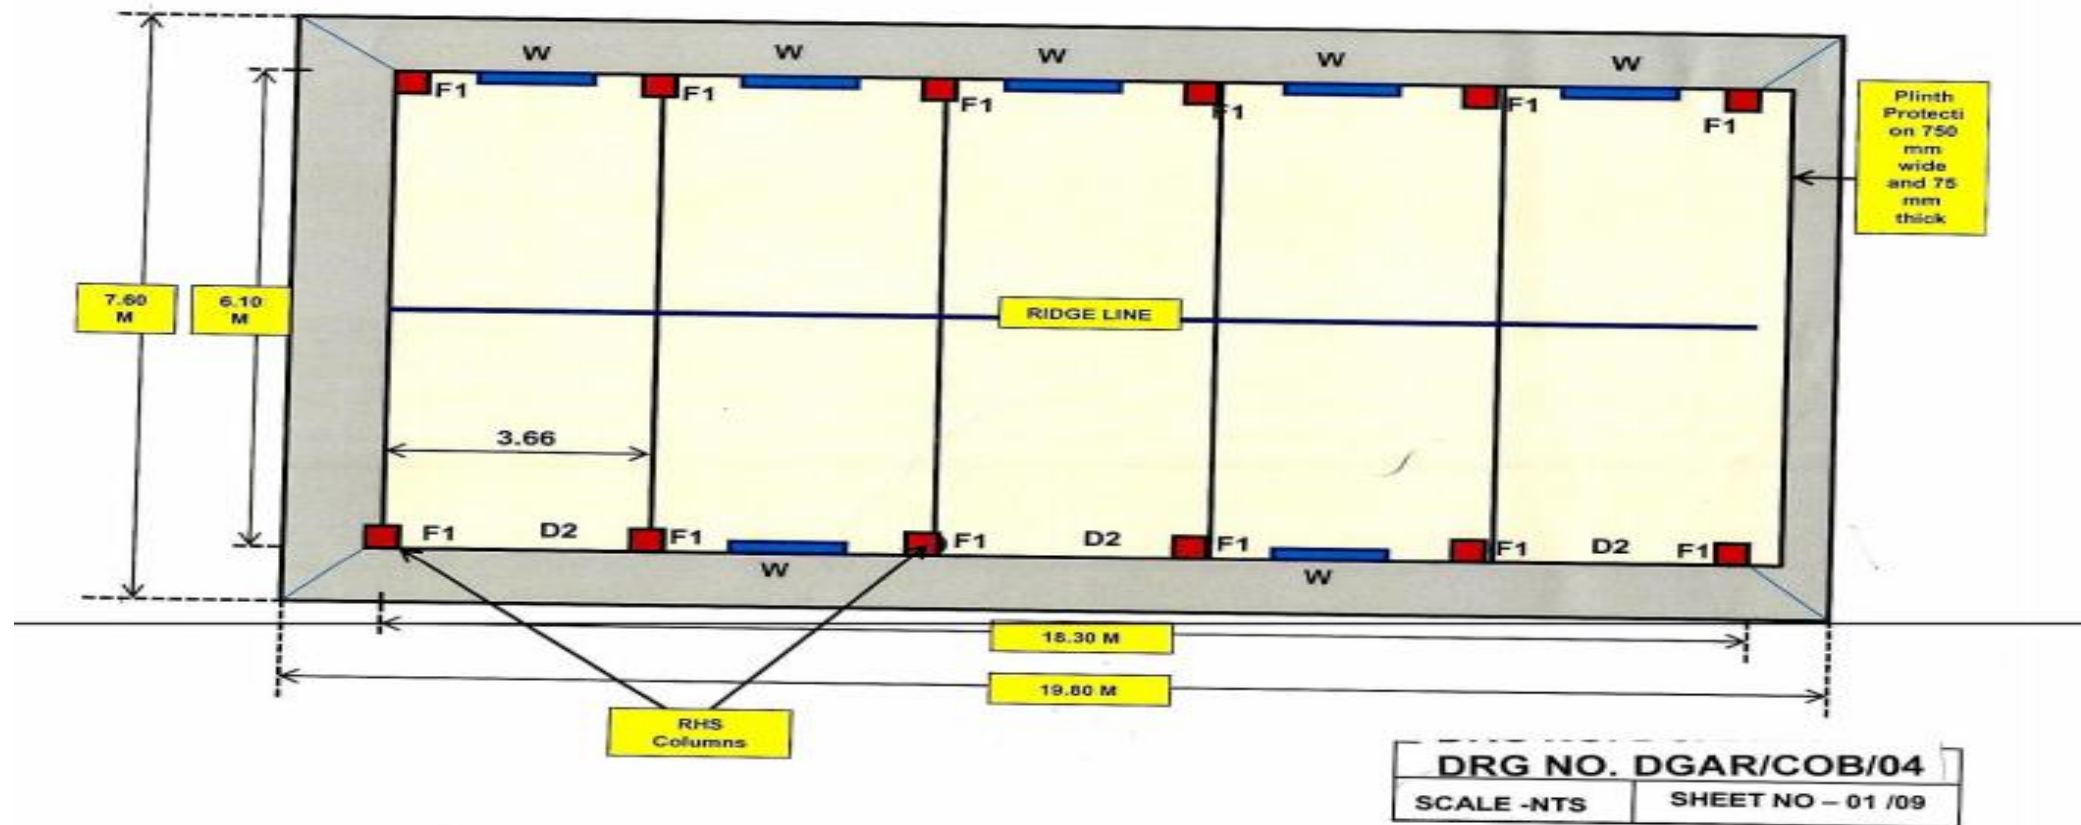 W W W W W
F1 F1 F1 F1 F1 F1
Plinth
Protecti
on 750
mm
wide
and 75
mm
thick
7.60
M
6.10
M
RIDGE LINE
3.66
F1 D2 F1 F1 D2 F1 F1 D2 F1
W W
18.30 M
19.80 M
RHS
Columns
DRG NO. DGAR/COB/04
SCALE -NTS SHEET NO – 01 /09